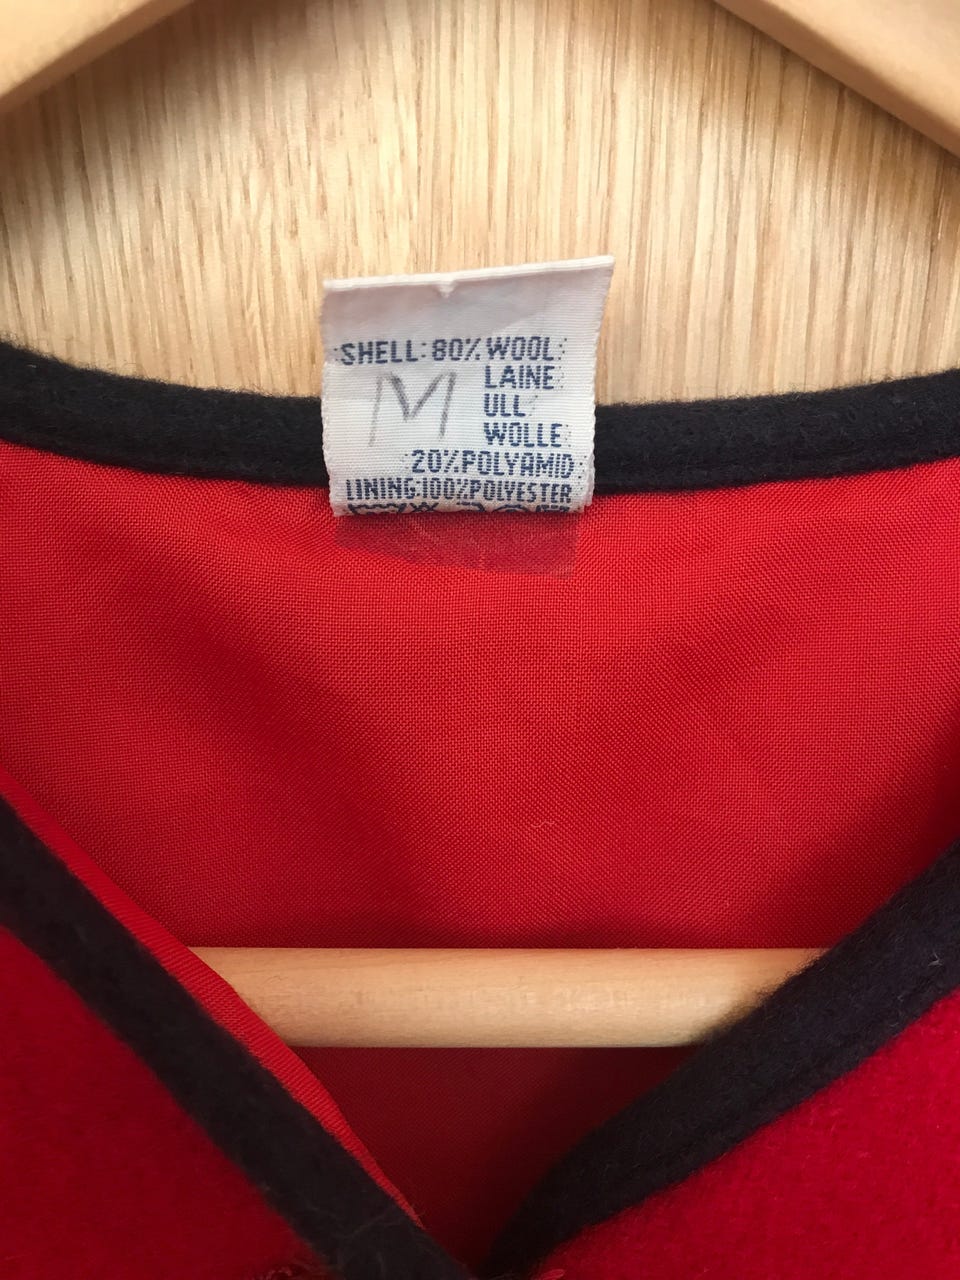 SHELL: 80% WOOL
LAINE
M
ULL
WOLLE
20% POLYAMID
LINING: 100% POLYESTER